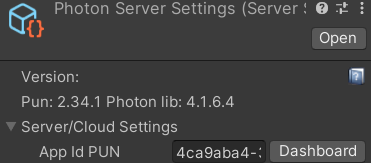 Photon Server Settings (Server
Open
Version:
Pun: 2.34.1 Photon lib: 4.1.6.4
Server/Cloud Settings
App Id PUN 4ca9aba4- Dashboard